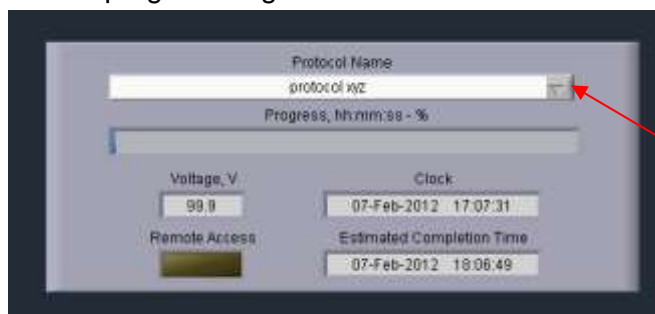 Protocol Name
protocol xyz
Progress, hh:mm:ss - %
Voltage, V
Clock
99.9
07-Feb-2012 17:07:31
Remote Access
Estimated Completion Time
07-Feb-2012 18:06:49